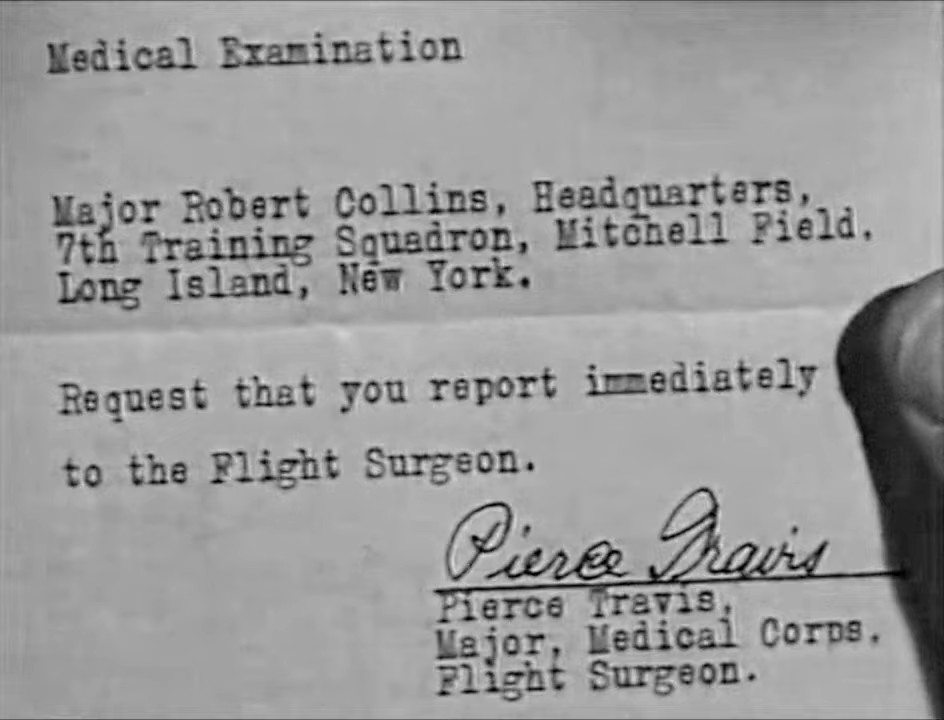 Medical Examination
Major Robert Collins, Headquarters,
7th Training Squadron, Mitchell Field.
Long Island, New York.
Request that you report immediately
to the Flight Surgeon.
Pierce Travis
Pierce Travis,
Major, Medical Corps.
Flight Surgeon.